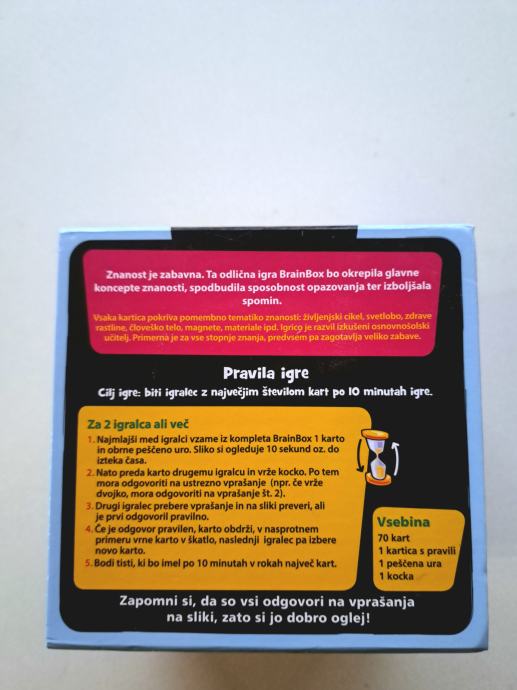 Znanost je zabavna. Ta odlična igra BrainBox bo okrepila glavne
koncepte znanosti, spodbudila sposobnost opazovanja ter izboljšala
spomin.
Vsaka kartica pokriva pomembno tematiko znanosti: življenjski cikel, svetlobo, zdrave
rastline, človeško telo, magnete, materiale ipd. Igrico je razvil izkušeni osnovnošolski
učitelj. Primerna je za vse stopnje znanja, predvsem pa zagotavlja veliko zabave.
Pravila igre
Cilj igre: biti igralec z največjim številom kart po 10 minutah igre.
Za 2 igralca ali več
1. Najmlajši med igralci vzame iz kompleta BrainBox 1 karto
in obrne peščeno uro. Sliko si ogleduje 10 sekund oz. do
izteka časa.
2. Nato preda karto drugemu igralcu in vrže kocko. Po tem
mora odgovoriti na ustrezno vprašanje (npr. če vrže
dvojko, mora odgovoriti na vprašanje št. 2).
3. Drugi igralec prebere vprašanje in na sliki preveri, ali
je prvi odgovoril pravilno.
4. Če je odgovor pravilen, karto obdrži, v nasprotnem
primeru vrne karto v škatlo, naslednji igralec pa izbere
novo karto.
5. Bodi tisti, ki bo imel po 10 minutah v rokah največ kart.
Vsebina
70 kart
1 kartica s pravili
1 peščena ura
1 kocka
Zapomni si, da so vsi odgovori na vprašanja
na sliki, zato si jo dobro oglej!